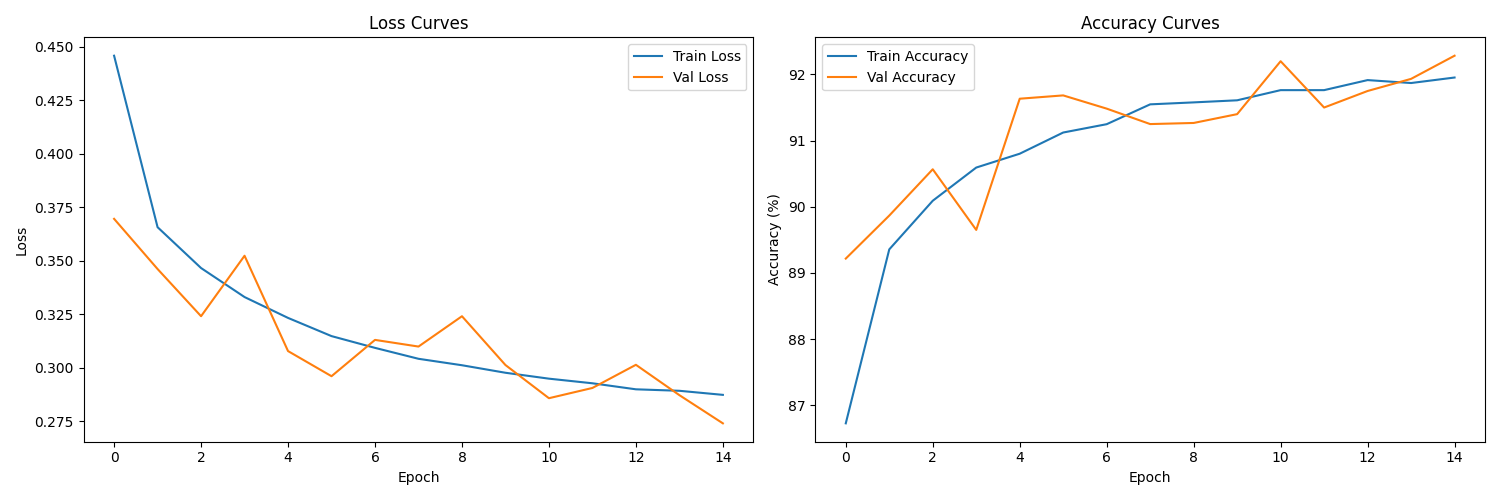 Loss Curves
Train Loss
Val Loss
0.450
0.425
0.400
0.375
0.350
0.325
0.300
0.275
Loss
0 2 4 6 8 10 12 14
Epoch
Accuracy Curves
Train Accuracy
Val Accuracy
92
91
90
89
88
87
Accuracy (%)
0 2 4 6 8 10 12 14
Epoch